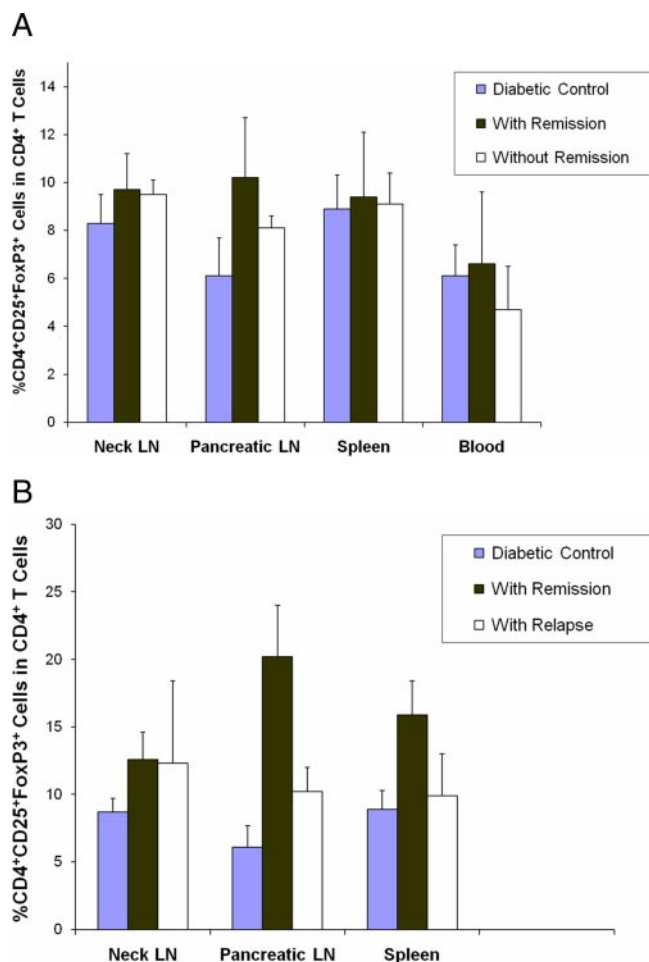 A
%CD4⁺CD25⁺FoxP3⁺ Cells in CD4⁺ T Cells
14
12
10
8
6
4
2
0
Diabetic Control
With Remission
Without Remission
Neck LN Pancreatic LN Spleen Blood
B
%CD4⁺CD25⁺FoxP3⁺ Cells in CD4⁺ T Cells
30
25
20
15
10
5
0
Diabetic Control
With Remission
With Relapse
Neck LN Pancreatic LN Spleen